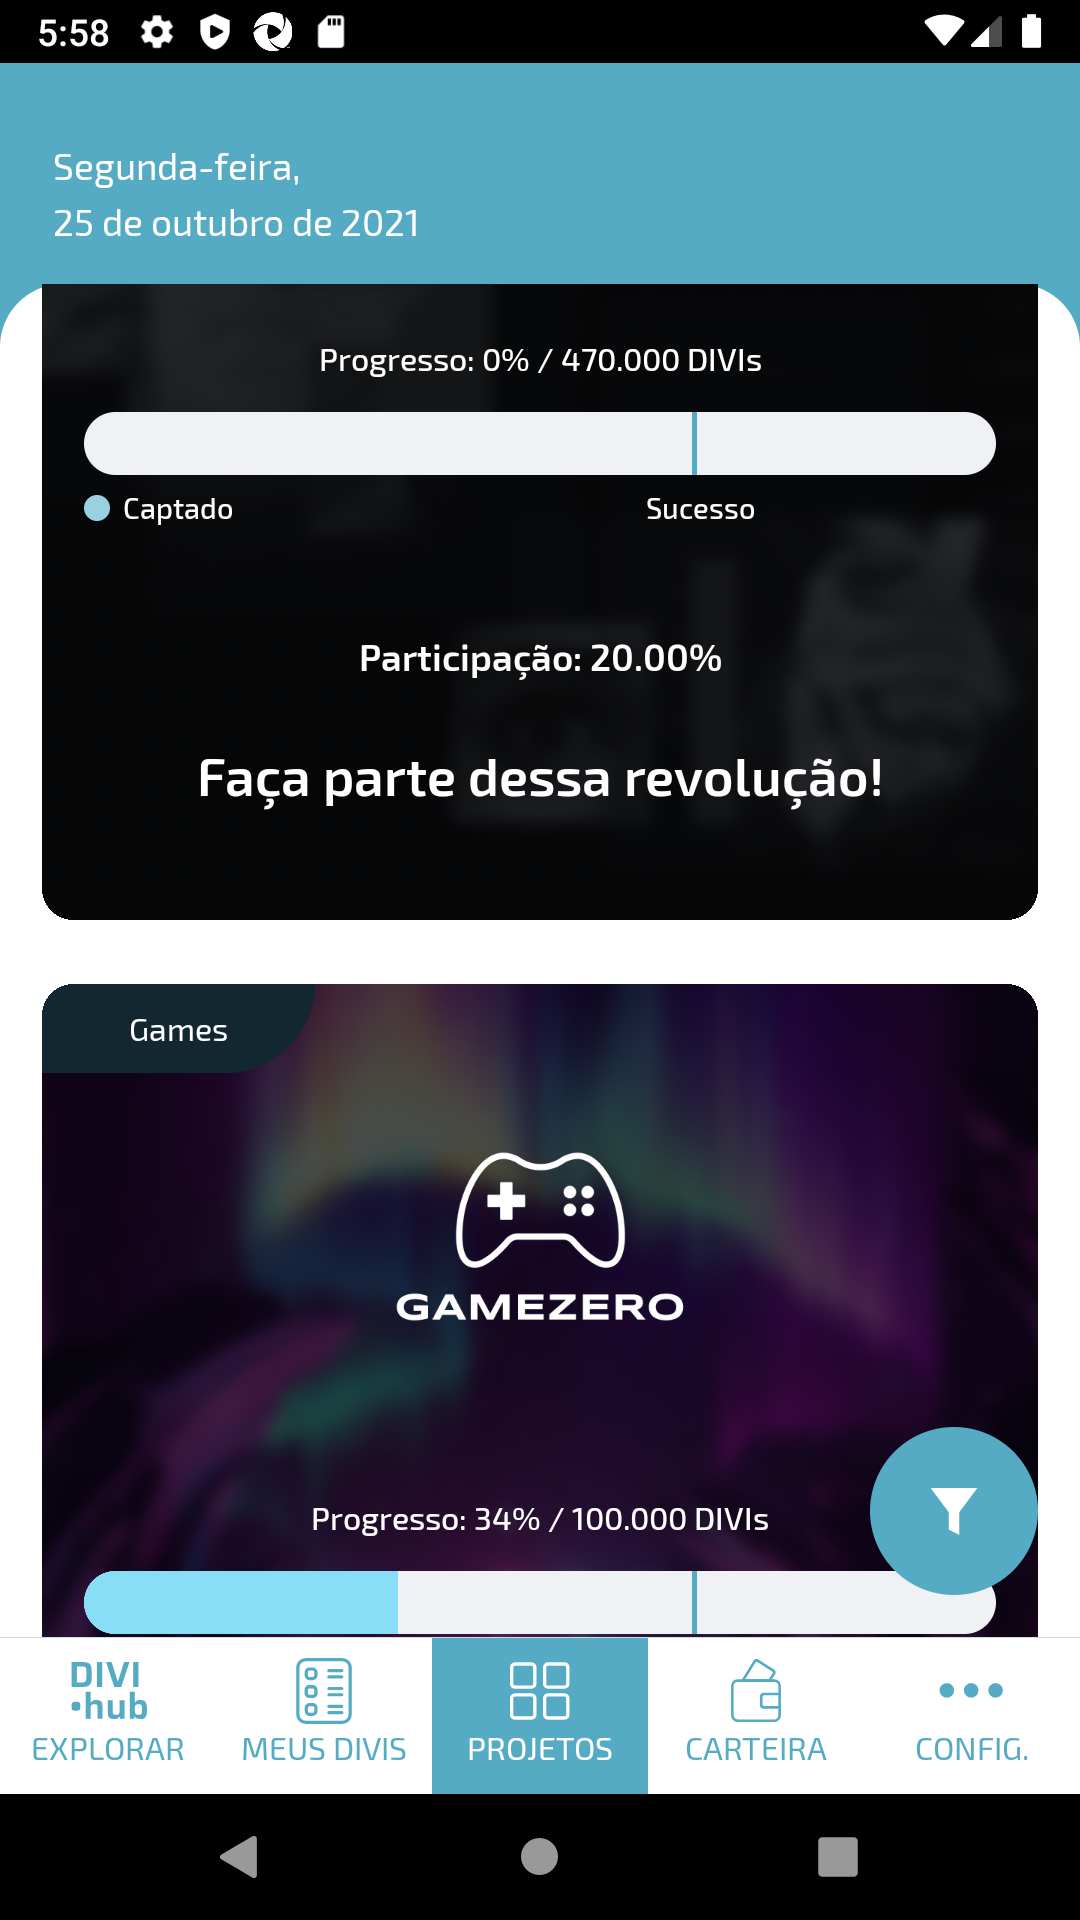 5:58
Segunda-feira,
25 de outubro de 2021
Progresso: 0% / 470.000 DIVIs
Captado
Sucesso
Participação: 20.00%
Faça parte dessa revolução!
Games
GAMEZERO
Progresso: 34% / 100.000 DIVIs
DIVI
·hub
EXPLORAR
MEUS DIVIS
PROJETOS
CARTEIRA
CONFIG.